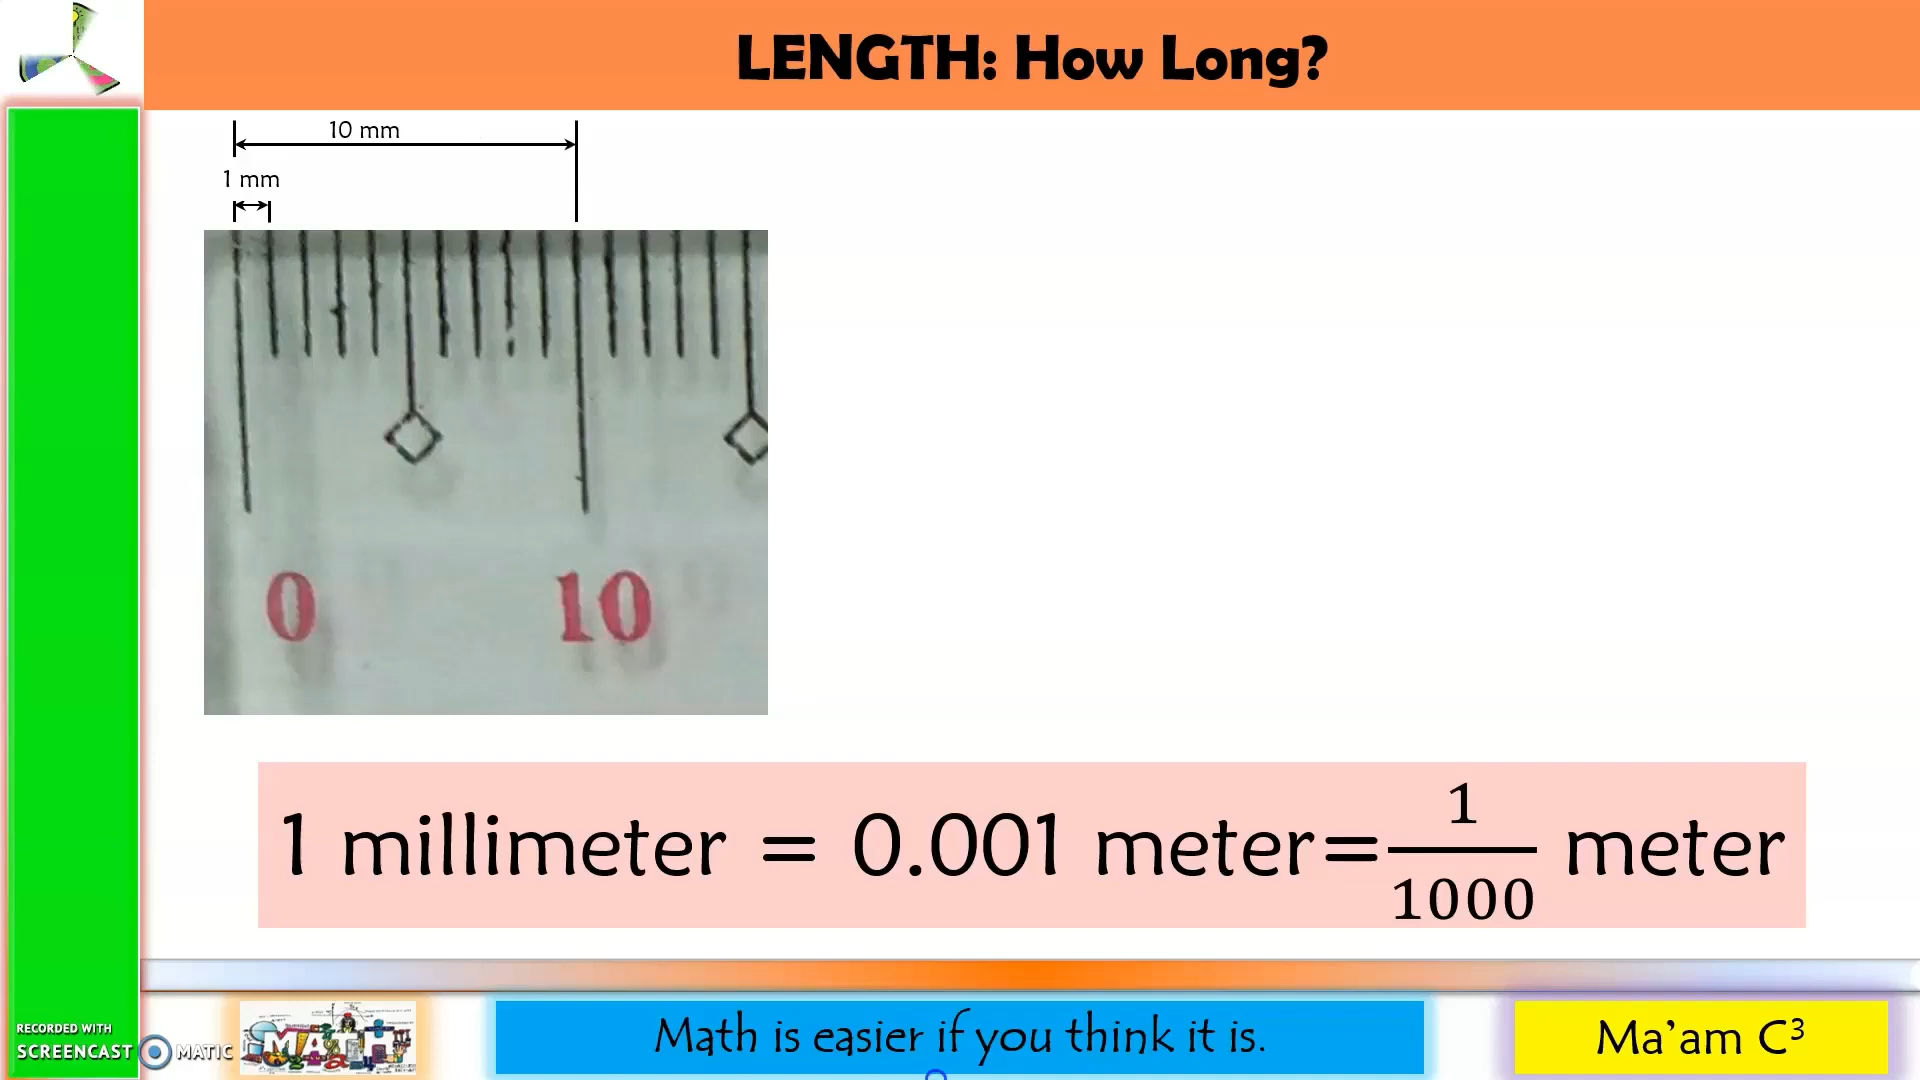 LENGTH: How Long?
10 mm
1 mm
0 10
1 millimeter = 0.001 meter = 1/1000 meter
RECORDED WITH
SCREENCAST MATIC
MATH
Math is easier if you think it is.
Ma'am C³